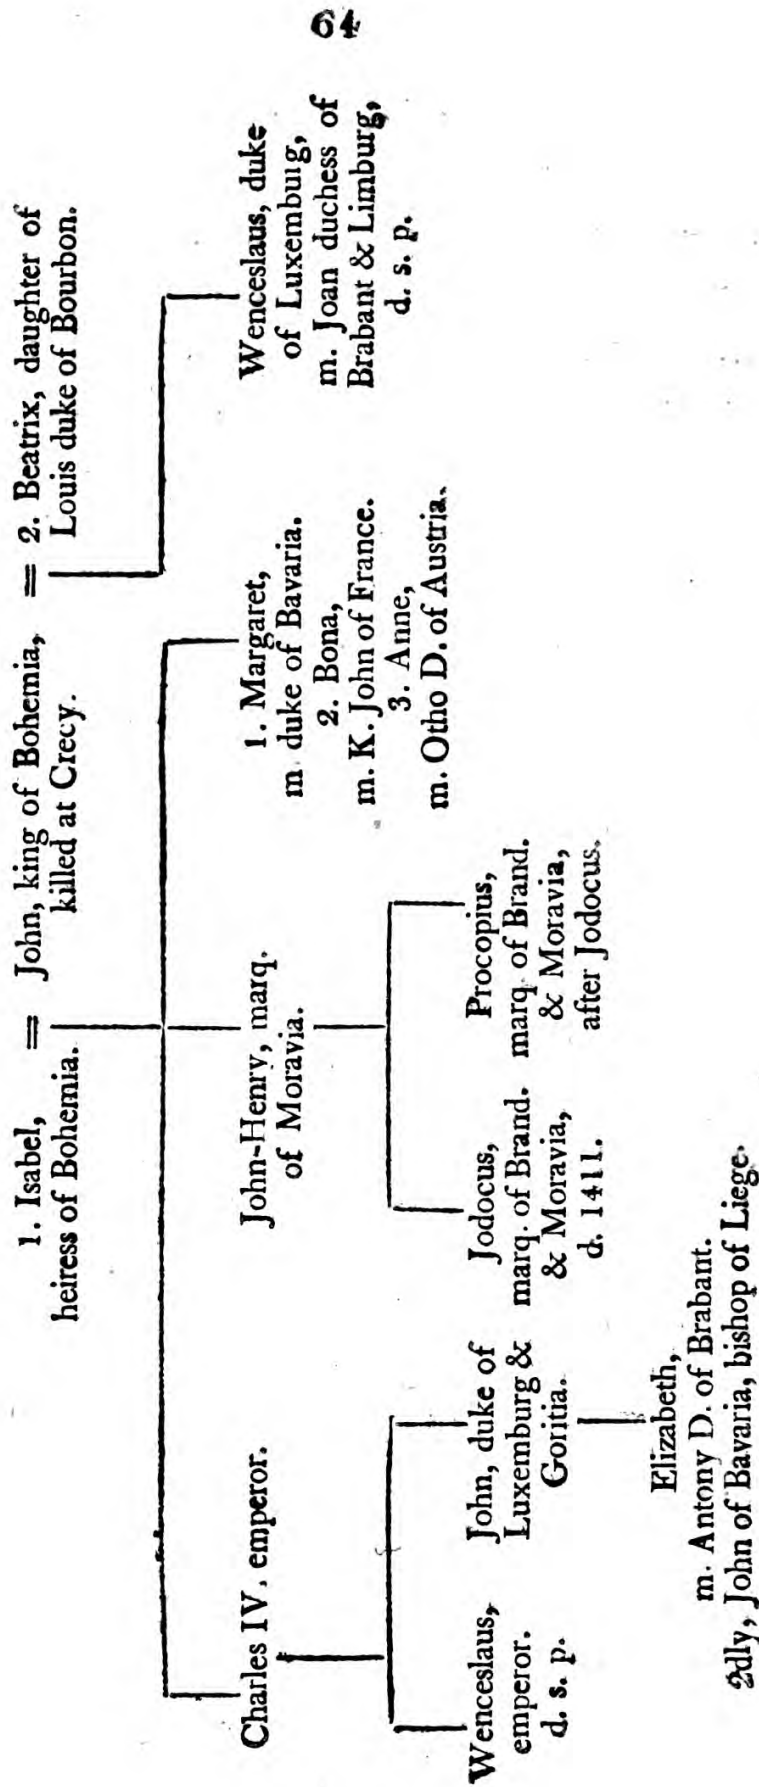 64
1. Isabel,
heiress of Bohemia.
=
John, king of Bohemia,
killed at Crecy.
=
2. Beatrix, daughter of
Louis duke of Bourbon.
Charles IV. emperor.
John-Henry, marq.
of Moravia.
1. Margaret,
m. duke of Bavaria.
2. Bona,
m. K. John of France.
3. Anne,
m. Otho D. of Austria.
Wenceslaus, duke
of Luxemburg,
m. Joan duchess of
Brabant & Limburg,
d. s. p.
Wenceslaus,
emperor.
d. s. p.
John, duke of
Luxemburg &
Goritia.
Jodocus,
marq. of Brand.
& Moravia,
d. 1411.
Procopius,
marq. of Brand.
& Moravia,
after Jodocus.
Elizabeth,
m. Antony D. of Brabant.
2dly, John of Bavaria, bishop of Liege.